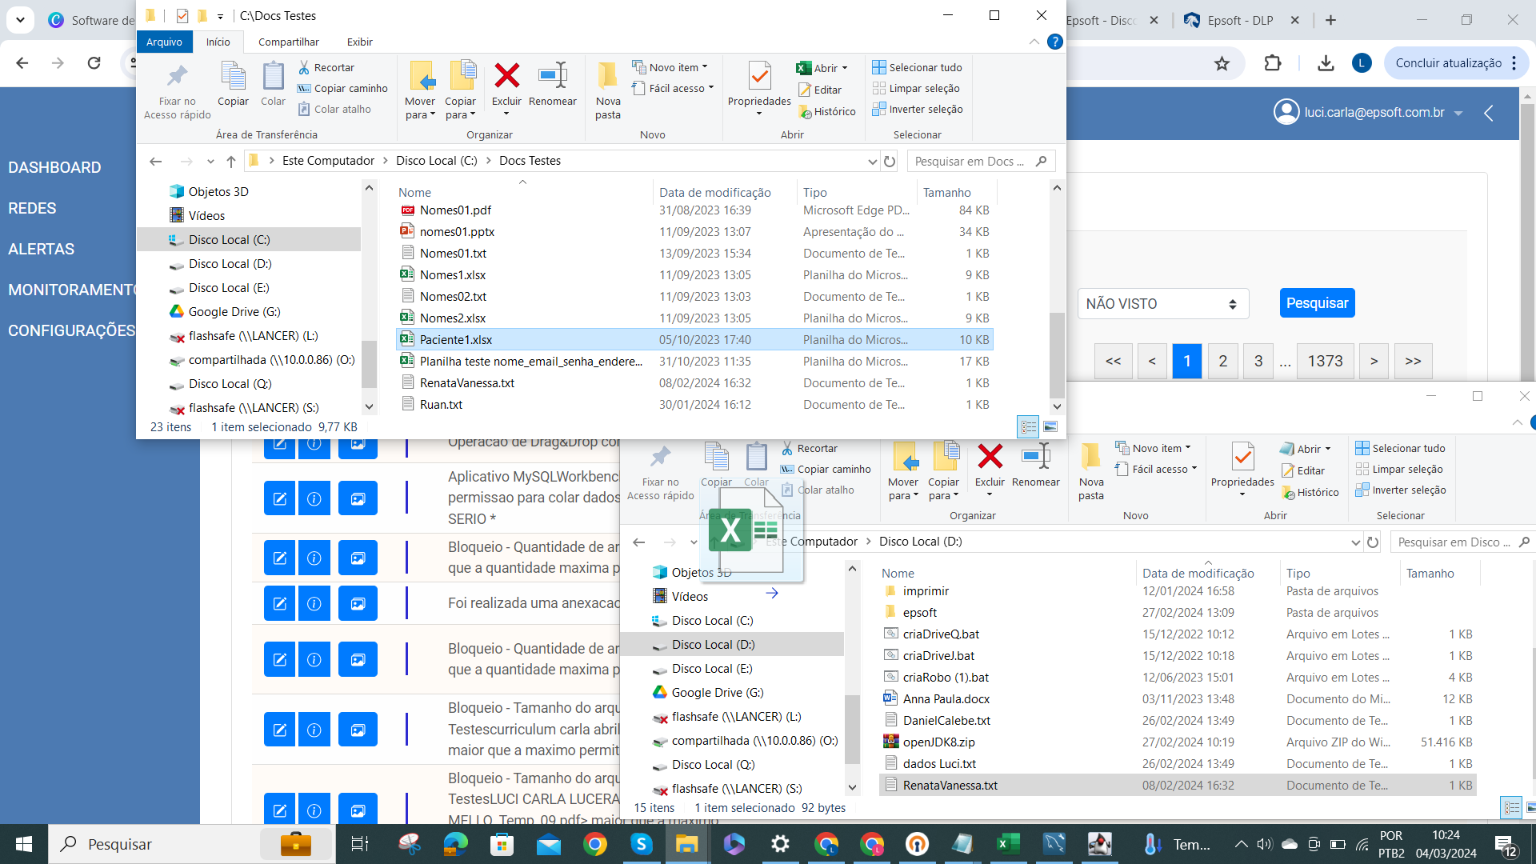 Software de
C:\Docs Testes
Epsoft - Disco
Epsoft - DLP
Arquivo
Início
Compartilhar
Exibir
Concluir atualização
Fixar no
Acesso rápido
Copiar
Colar
Recortar
Copiar caminho
Colar atalho
Área de Transferência
Mover
para
Copiar
para
Excluir
Renomear
Organizar
Nova
pasta
Novo item
Fácil acesso
Novo
Propriedades
Abrir
Editar
Histórico
Abrir
Selecionar tudo
Limpar seleção
Inverter seleção
Selecionar
luci.carla@epsoft.com.br
Este Computador > Disco Local (C:) > Docs Testes
Pesquisar em Docs ...
DASHBOARD
REDES
ALERTAS
MONITORAMENTO
CONFIGURAÇÕES
Objetos 3D
Vídeos
Disco Local (C:)
Disco Local (D:)
Disco Local (E:)
Google Drive (G:)
flashsafe (\\LANCER) (L:)
compartilhada (\\10.0.0.86) (O:)
Disco Local (Q:)
flashsafe (\\LANCER) (S:)
Nome Data de modificação Tipo Tamanho
Nomes01.pdf 31/08/2023 16:39 Microsoft Edge PD... 84 KB
nomes01.pptx 11/09/2023 13:07 Apresentação do ... 34 KB
Nomes01.txt 13/09/2023 15:34 Documento de Te... 1 KB
Nomes1.xlsx 11/09/2023 13:05 Planilha do Micros... 9 KB
Nomes02.txt 11/09/2023 13:03 Documento de Te... 1 KB
Nomes2.xlsx 11/09/2023 13:05 Planilha do Micros... 9 KB
Paciente1.xlsx 05/10/2023 17:40 Planilha do Micros... 10 KB
Planilha teste nome_email_senha_endere... 31/10/2023 11:35 Planilha do Micros... 17 KB
RenataVanessa.txt 08/02/2024 16:32 Documento de Te... 1 KB
Ruan.txt 30/01/2024 16:12 Documento de Te... 1 KB
23 itens 1 item selecionado 9,77 KB
NÃO VISTO
Pesquisar
<< < 1 2 3 ... 1373 > >>
Operacao de Drag&Drop cor
Aplicativo MySQLWorkbenc
permissao para colar dados
SERIO *
Bloqueio - Quantidade de ar
que a quantidade maxima p
Foi realizada uma anexacao
Bloqueio - Quantidade de ar
que a quantidade maxima p
Bloqueio - Tamanho do arqu
Testescurriculum carla abril
maior que a maximo permit
Bloqueio - Tamanho do arqu
TestesLUCI CARLA LUCERA
MELLO_Temp_09.pdf> maior que a maximo
Fixar no
Acesso rápido
Copiar
Colar
Recortar
Copiar caminho
Colar atalho
Área de Transferência
Mover
para
Copiar
para
Excluir
Renomear
Organizar
Nova
pasta
Novo item
Fácil acesso
Novo
Propriedades
Abrir
Editar
Histórico
Abrir
Selecionar tudo
Limpar seleção
Inverter seleção
Selecionar
X
Este Computador > Disco Local (D:)
Pesquisar em Disco ...
Objetos 3D
Vídeos
Disco Local (C:)
Disco Local (D:)
Disco Local (E:)
Google Drive (G:)
flashsafe (\\LANCER) (L:)
compartilhada (\\10.0.0.86) (O:)
Disco Local (Q:)
flashsafe (\\LANCER) (S:)
Nome Data de modificação Tipo Tamanho
imprimir 12/01/2024 16:58 Pasta de arquivos
epsoft 27/02/2024 13:09 Pasta de arquivos
criaDriveQ.bat 15/12/2022 10:12 Arquivo em Lotes ... 1 KB
criaDriveJ.bat 15/12/2022 10:18 Arquivo em Lotes ... 1 KB
criaRobo (1).bat 12/06/2023 15:01 Arquivo em Lotes ... 4 KB
Anna Paula.docx 03/11/2023 13:48 Documento do Mi... 12 KB
DanielCalebe.txt 26/02/2024 13:49 Documento de Te... 1 KB
openJDK8.zip 27/02/2024 10:19 Arquivo ZIP do Wi... 51.416 KB
dados Luci.txt 26/02/2024 13:49 Documento de Te... 1 KB
RenataVanessa.txt 08/02/2024 16:32 Documento de Te... 1 KB
15 itens 1 item selecionado 92 bytes
Pesquisar
Tem...
POR
PTB2
10:24
04/03/2024
12